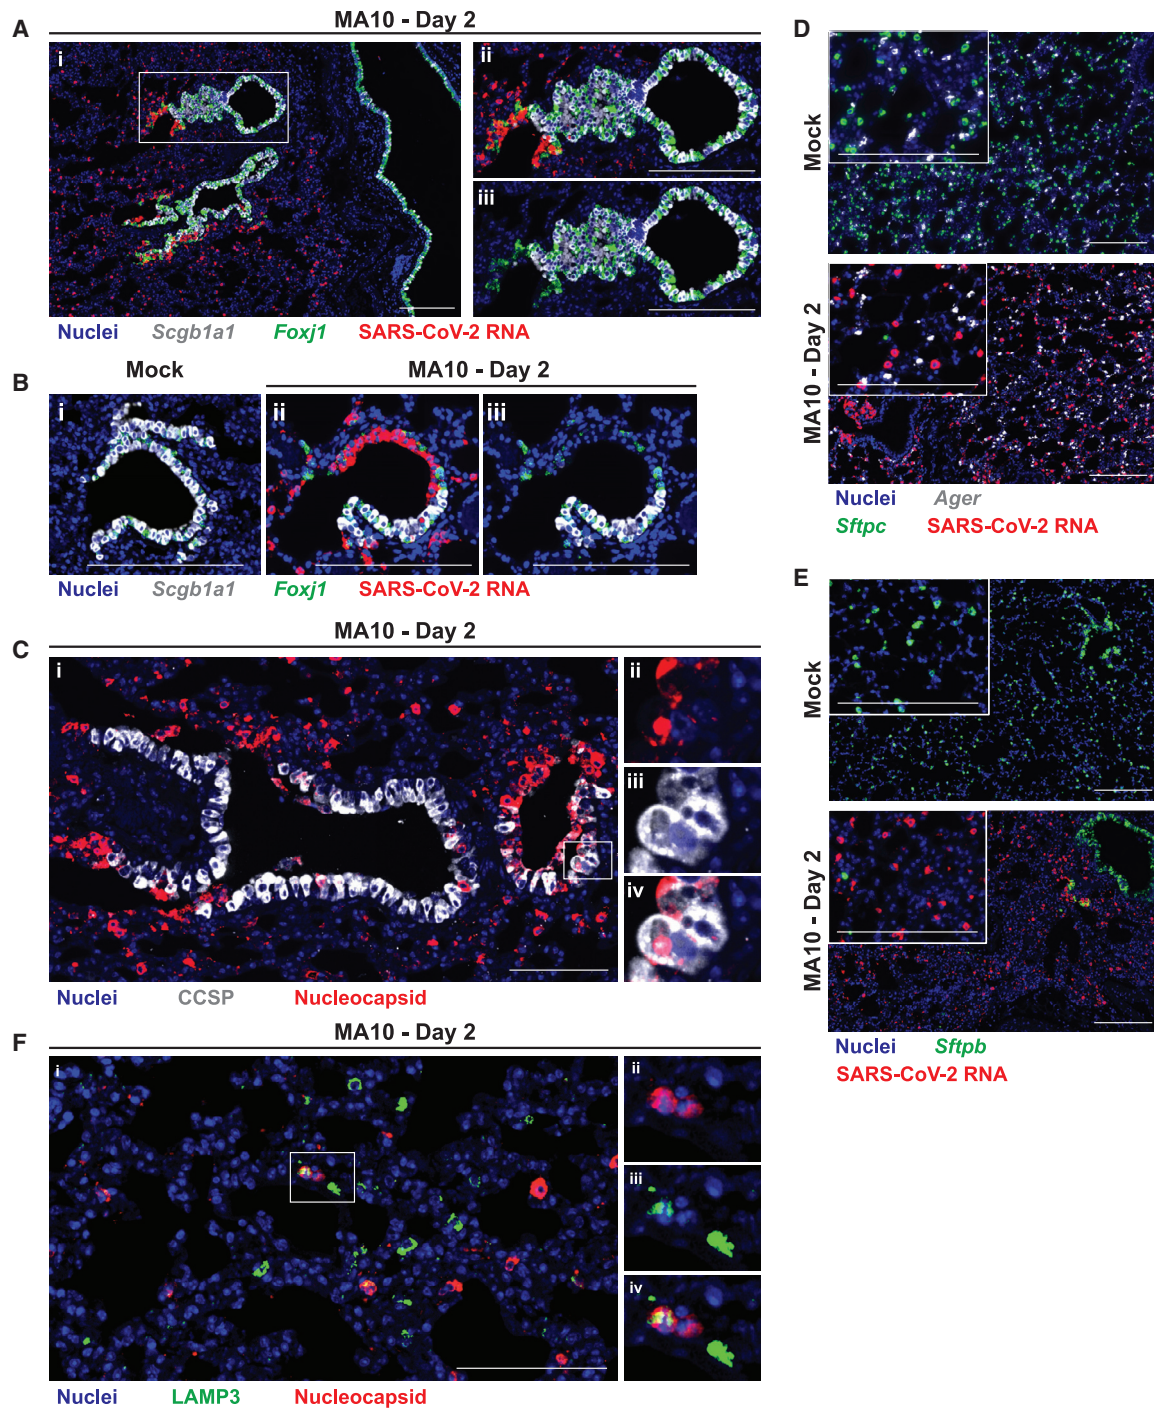 A
MA10 - Day 2
i
ii
iii
Nuclei Scgb1a1 Foxj1 SARS-CoV-2 RNA
B
Mock
MA10 - Day 2
i
ii
iii
Nuclei Scgb1a1 Foxj1 SARS-CoV-2 RNA
C
MA10 - Day 2
i
ii
iii
iv
Nuclei CCSP Nucleocapsid
F
MA10 - Day 2
i
ii
iii
iv
Nuclei LAMP3 Nucleocapsid
D
Mock
MA10 - Day 2
Nuclei Ager
Sftpc SARS-CoV-2 RNA
E
Mock
MA10 - Day 2
Nuclei Sftpb
SARS-CoV-2 RNA